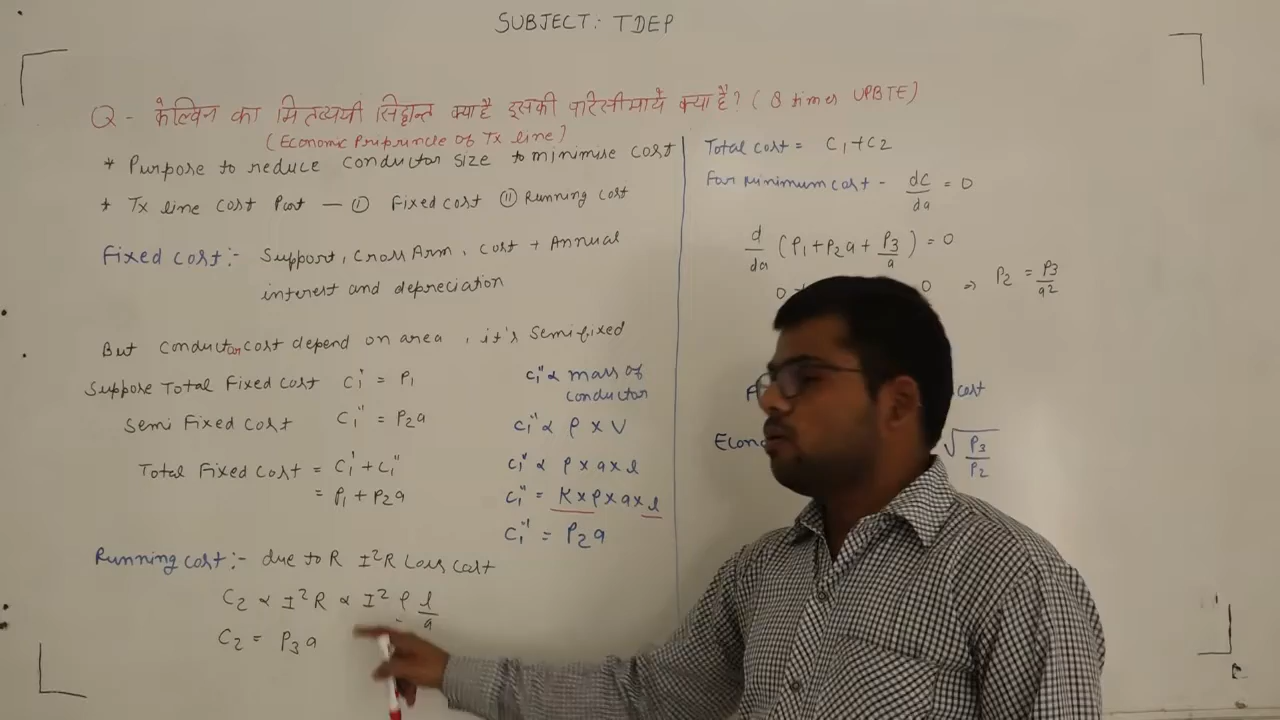 SUBJECT: TDEP
Q - केल्विन का मितव्ययी सिद्वान्त क्या है इसकी परिसीमायें क्या है? (8 times UPBTE)
(Economic Pripruncle of Tx line)
* Purpose to reduce conductor size to minimise cost
* Tx line cost Part — ① Fixed cost ② Running cost
Fixed cost:- Support, Cross Arm, cost + Annual
interest and depreciation
But conductor cost depend on area, it's semifixed
Suppose Total Fixed cost C₁' = P₁
Semi Fixed cost C₁'' = P₂a
Total Fixed cost = C₁' + C₁''
= P₁ + P₂a
C₁'' ∝ mass of
conductor
C₁'' ∝ ρ × V
C₁'' ∝ ρ × a × l
C₁'' = K × ρ × a × l
C₁'' = P₂a
Running cost:- due to R I²R Loss cost
C₂ ∝ I²R ∝ I² ρ l/a
C₂ = P₃ a
Total cost = C₁ + C₂
For minimum cost - dc/da = 0
d/da (P₁ + P₂a + P₃/a) = 0
0 + 0 ⇒ P₂ = P₃/a²
cost
Econo √P₃/P₂